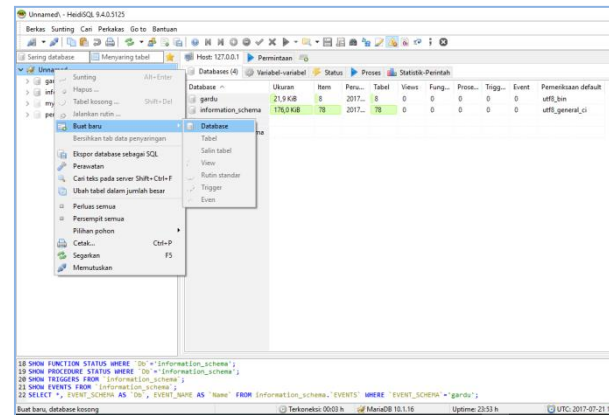 Unnamed\ - HeidiSQL 9.4.0.5125
Berkas Sunting Cari Perkakas Go to Bantuan
Saring database Menyaring tabel
Host: 127.0.0.1 Permintaan
Databases (4) Variabel-variabel Status Proses Statistik-Perintah
Database Ukuran Item Peru... Tabel Views Fung... Prose... Trigg... Event Pemeriksaan default
gardu 21,9 KiB 8 2017... 8 0 0 0 0 0 utf8_bin
information_schema 176,0 KiB 78 2017... 78 0 0 0 0 0 utf8_general_ci
Sunting Alt+Enter
Hapus ...
Tabel kosong ... Shift+Del
Jalankan rutin ...
Buat baru
Bersihkan tab data penyaringan
Ekspor database sebagai SQL
Perawatan
Cari teks pada server Shift+Ctrl+F
Ubah tabel dalam jumlah besar
Perluas semua
Persempit semua
Pilihan pohon
Cetak... Ctrl+P
Segarkan F5
Memutuskan
Database
Tabel
Salin tabel
View
Rutin standar
Trigger
Even
18 SHOW FUNCTION STATUS WHERE `Db`='information_schema';
19 SHOW PROCEDURE STATUS WHERE `Db`='information_schema';
20 SHOW TRIGGERS FROM `information_schema`;
21 SHOW EVENTS FROM `information_schema`;
22 SELECT *, EVENT_SCHEMA AS `Db`, EVENT_NAME AS `Name` FROM information_schema.`EVENTS` WHERE `EVENT_SCHEMA`='gardu';
Buat baru, database kosong Terkoneksi: 00:03 h MariaDB 10.1.16 Uptime: 23:53 h UTC: 2017-07-21 1